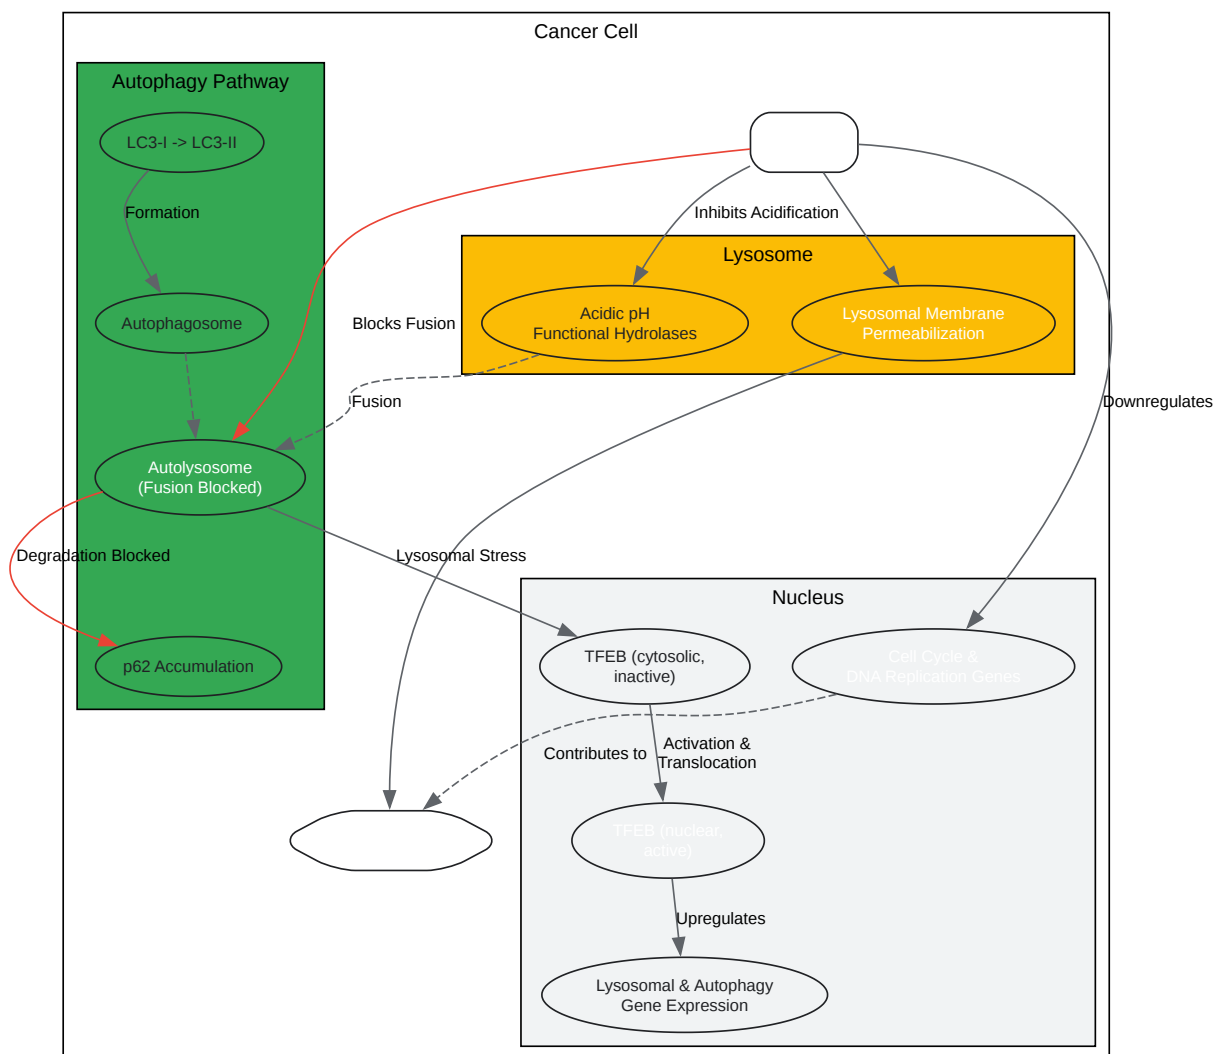 Cancer Cell
Autophagy Pathway
LC3-I -> LC3-II
Formation
Inhibits Acidification
Lysosome
Autophagosome
Blocks Fusion
Acidic pH
Functional Hydrolases
Lysosomal Membrane
Permeabilization
Fusion
Downregulates
Autolysosome
(Fusion Blocked)
Degradation Blocked
Lysosomal Stress
Nucleus
p62 Accumulation
TFEB (cytosolic,
inactive)
Cell Cycle &
DNA Replication Genes
Contributes to
Activation &
Translocation
TFEB (nuclear,
active)
Upregulates
Lysosomal & Autophagy
Gene Expression